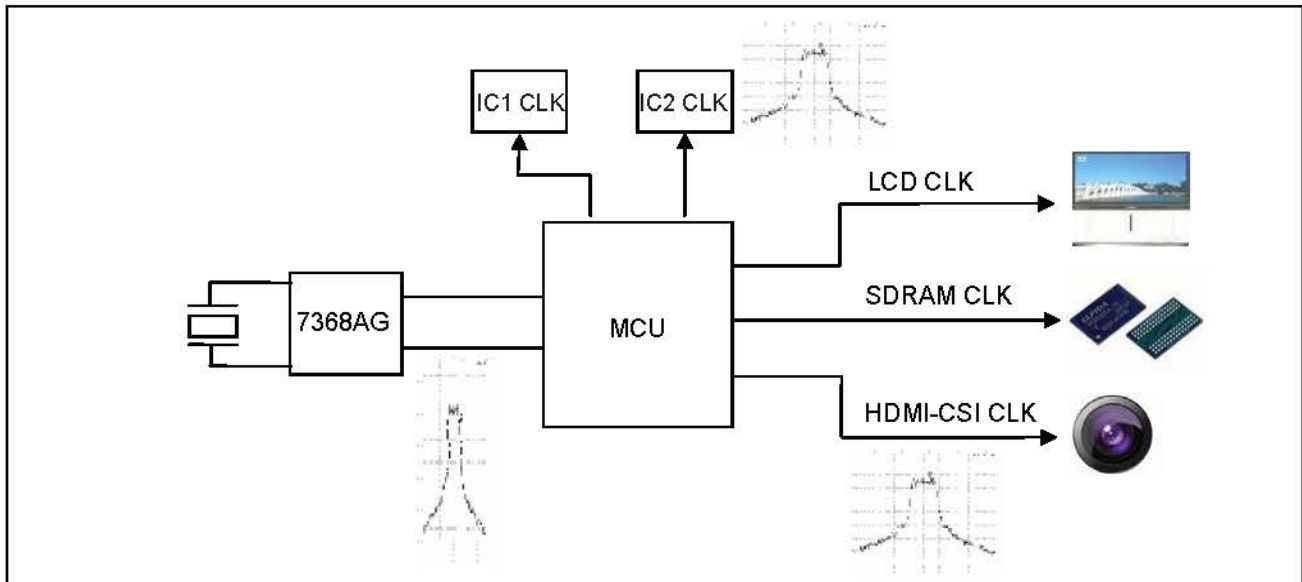 IC1 CLK
IC2 CLK
LCD CLK
7368AG
MCU
SDRAM CLK
HDMI-CSI CLK